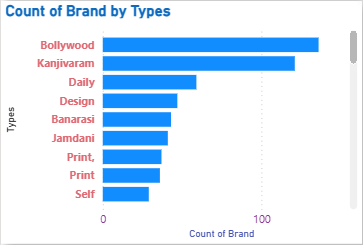 Count of Brand by Types
Types
Bollywood
Kanjivaram
Daily
Design
Banarasi
Jamdani
Print,
Print
Self
0 100
Count of Brand